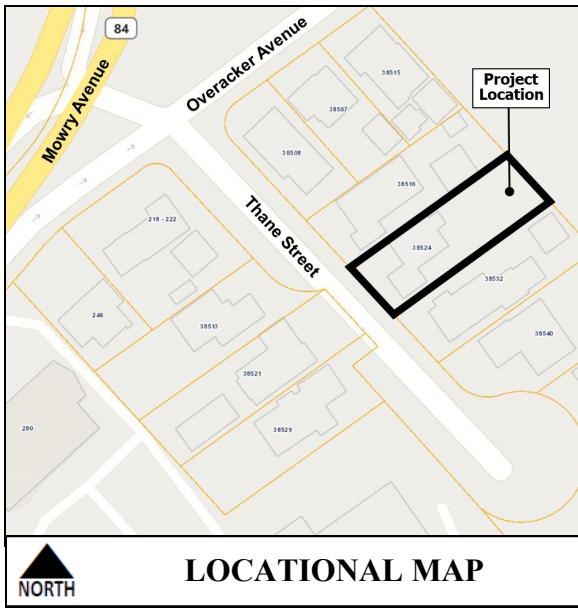 84
Mowry Avenue
Overacker Avenue
38515
Project
Location
38507
38508
38516
Thane Street
218 - 222
38524
38532
246
38513
38540
38521
280
38529
NORTH
LOCATIONAL MAP